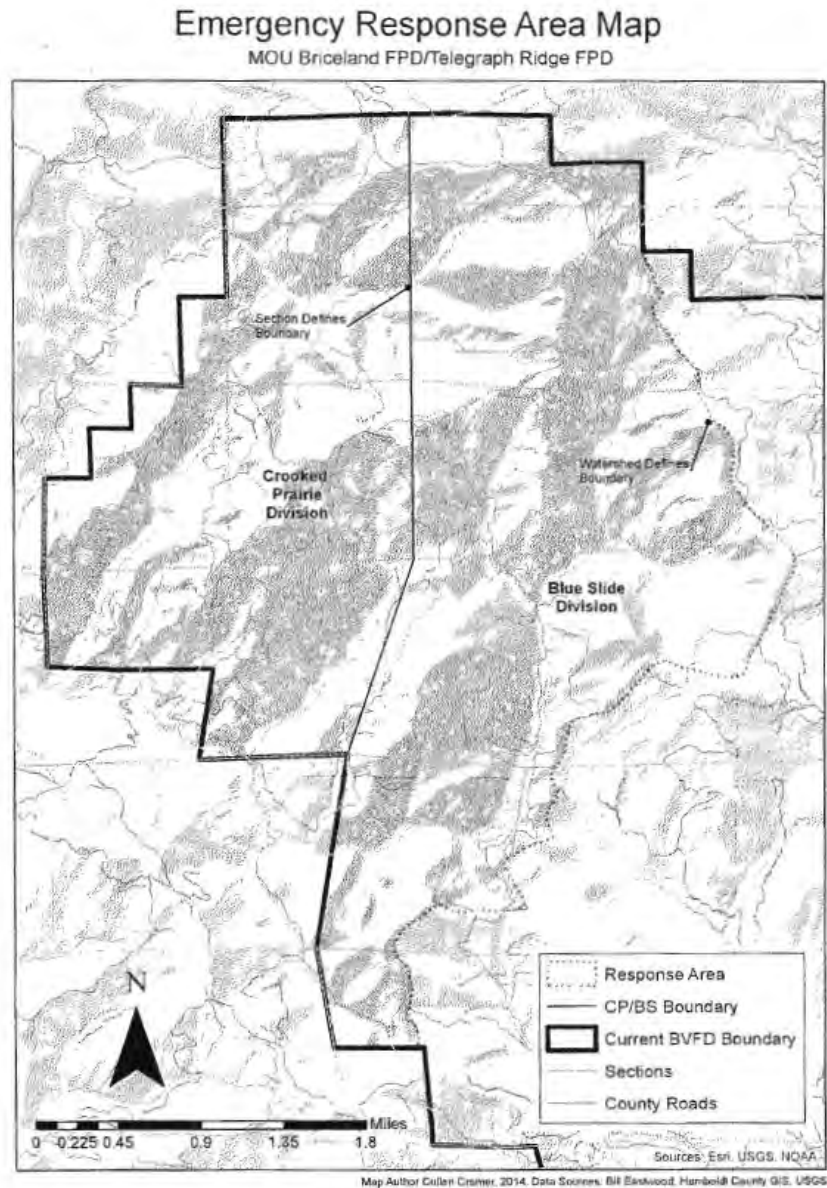 Emergency Response Area Map
MOU Briceland FPD/Telegraph Ridge FPD
Section Defines
Boundary
Watershed Defines
Boundary
Crooked
Prairie
Division
Blue Slide
Division
N
Response Area
CP/BS Boundary
Current BVFD Boundary
Sections
County Roads
Miles
0 0.225 0.45 0.9 1.35 1.8
Sources: Esri, USGS, NOAA
Map Author Cullen Cramer, 2014, Data Sources: Bill Eastwood, Humboldt County GIS, USGS